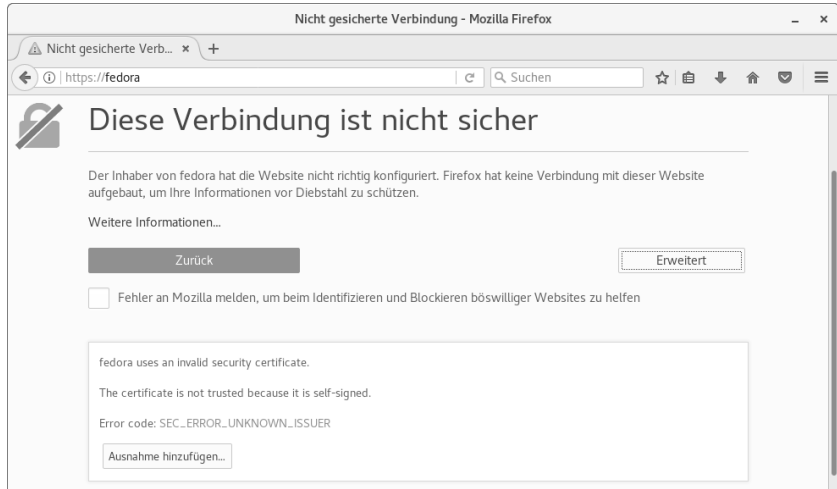 Nicht gesicherte Verbindung - Mozilla Firefox
Nicht gesicherte Verb...
https://fedora
Suchen
Diese Verbindung ist nicht sicher
Der Inhaber von fedora hat die Website nicht richtig konfiguriert. Firefox hat keine Verbindung mit dieser Website
aufgebaut, um Ihre Informationen vor Diebstahl zu schützen.
Weitere Informationen...
Zurück
Erweitert
Fehler an Mozilla melden, um beim Identifizieren und Blockieren böswilliger Websites zu helfen
fedora uses an invalid security certificate.
The certificate is not trusted because it is self-signed.
Error code: SEC_ERROR_UNKNOWN_ISSUER
Ausnahme hinzufügen...